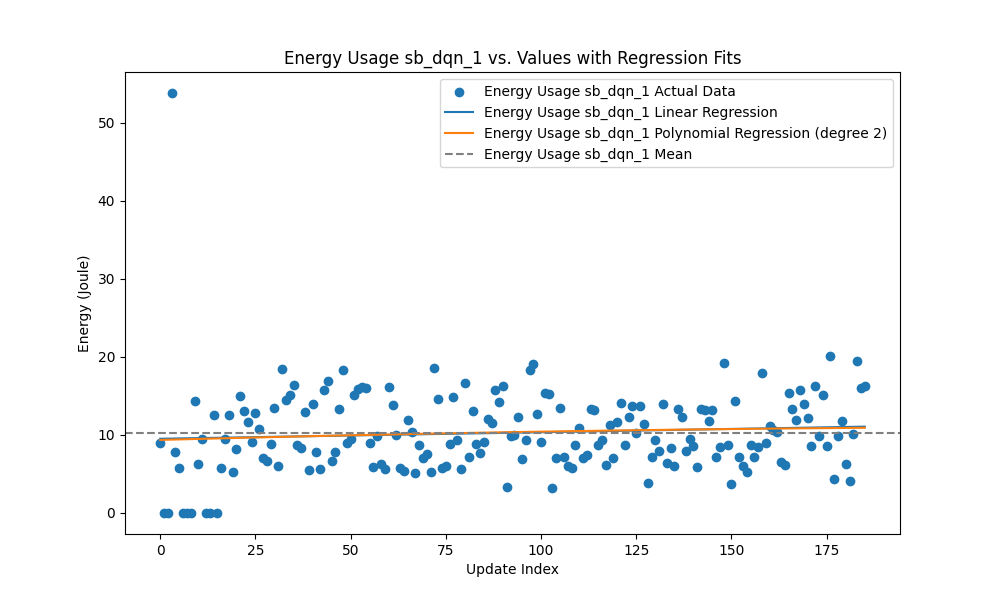 Energy Usage sb_dqn_1 vs. Values with Regression Fits
Energy Usage sb_dqn_1 Actual Data
Energy Usage sb_dqn_1 Linear Regression
Energy Usage sb_dqn_1 Polynomial Regression (degree 2)
Energy Usage sb_dqn_1 Mean
Energy (Joule)
50
40
30
20
10
0
0 25 50 75 100 125 150 175
Update Index